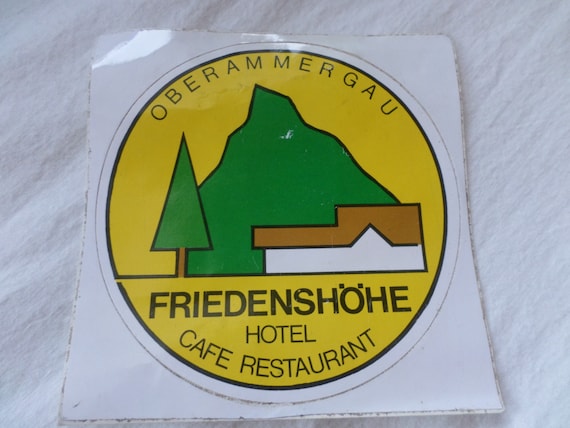 OBERAMMERGAU
FRIEDENSHÖHE
HOTEL
CAFE RESTAURANT